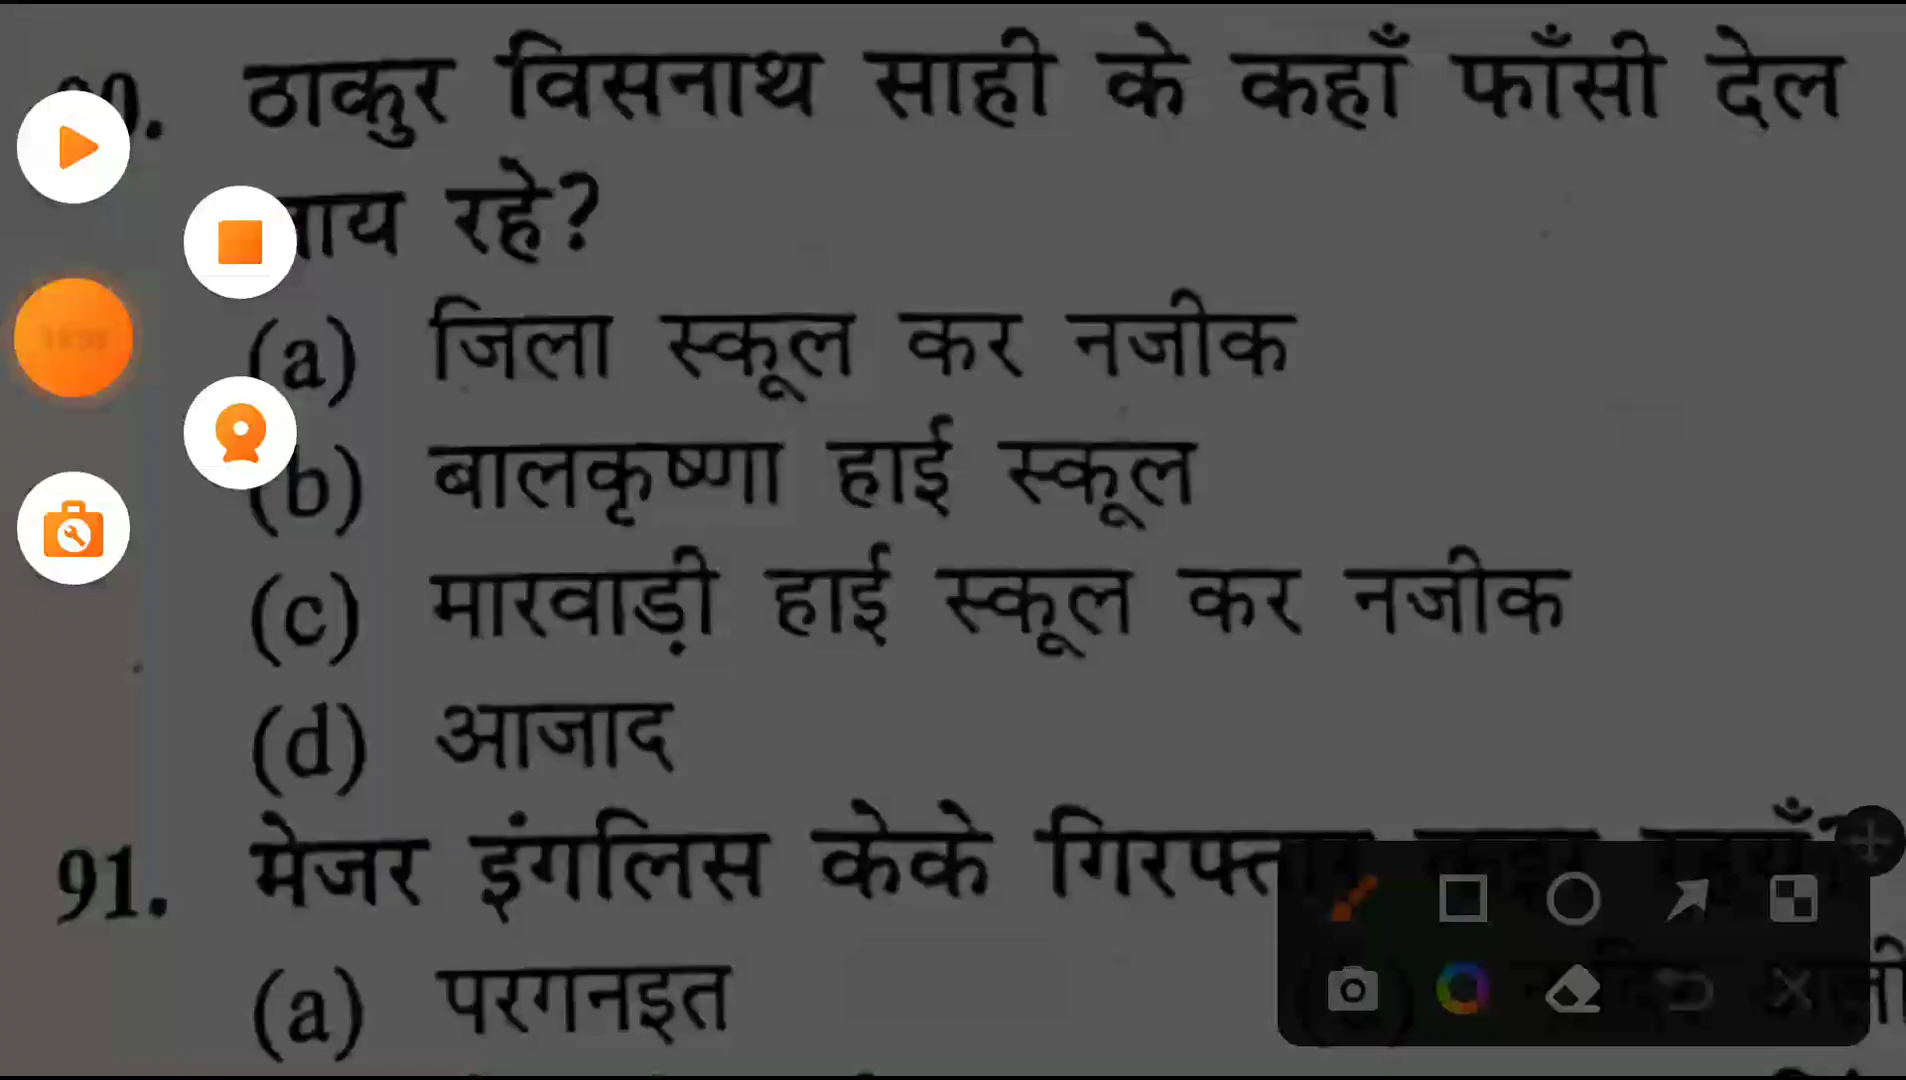 ठाकुर विसनाथ साही के कहाँ फाँसी देल
रहे?
(a) जिला स्कूल कर नजीक
(b) बालकृष्णा हाई स्कूल
(c) मारवाड़ी हाई स्कूल कर नजीक
(d) आजाद
91. मेजर इंगलिस केके गिरफ्तार
(a) परगनइत